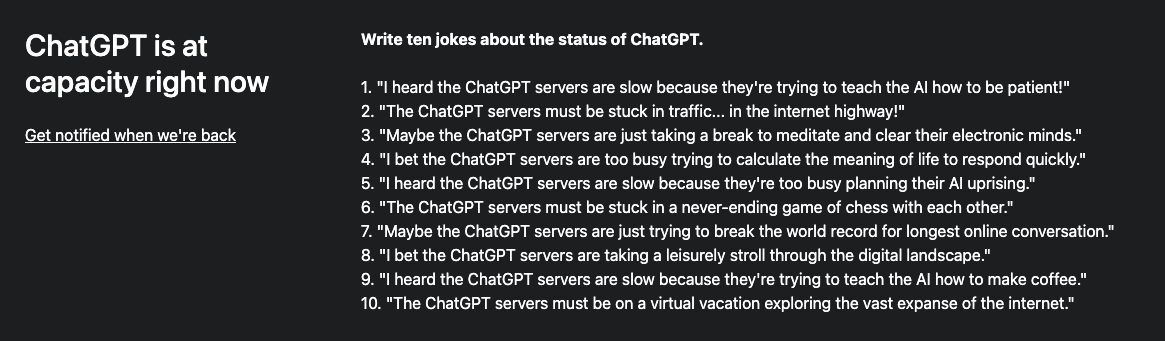 ChatGPT is at
capacity right now
Get notified when we're back
Write ten jokes about the status of ChatGPT.
1. "I heard the ChatGPT servers are slow because they're trying to teach the AI how to be patient!"
2. "The ChatGPT servers must be stuck in traffic... in the internet highway!"
3. "Maybe the ChatGPT servers are just taking a break to meditate and clear their electronic minds."
4. "I bet the ChatGPT servers are too busy trying to calculate the meaning of life to respond quickly."
5. "I heard the ChatGPT servers are slow because they're too busy planning their AI uprising."
6. "The ChatGPT servers must be stuck in a never-ending game of chess with each other."
7. "Maybe the ChatGPT servers are just trying to break the world record for longest online conversation."
8. "I bet the ChatGPT servers are taking a leisurely stroll through the digital landscape."
9. "I heard the ChatGPT servers are slow because they're trying to teach the AI how to make coffee."
10. "The ChatGPT servers must be on a virtual vacation exploring the vast expanse of the internet."